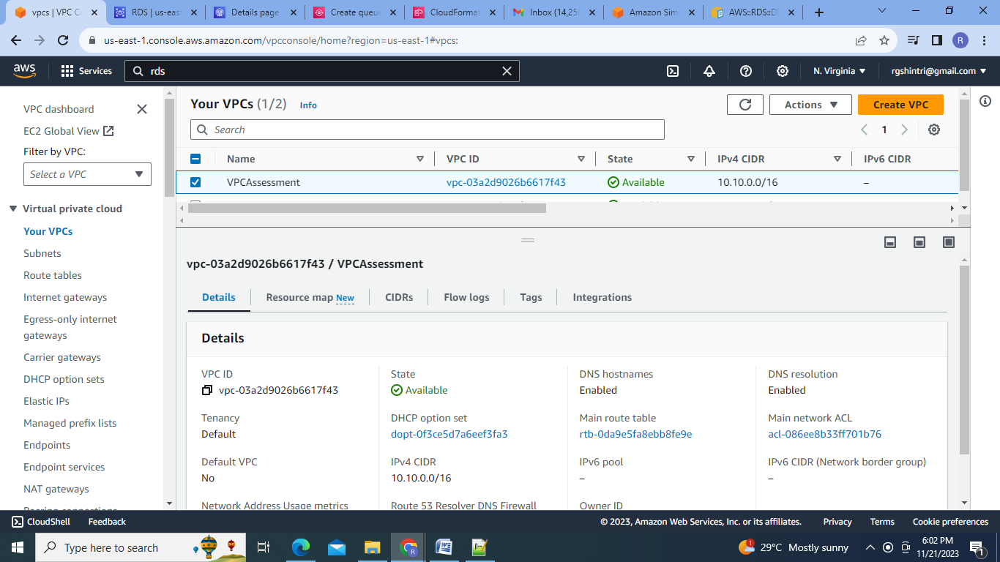 vpcs | VPC Co
RDS | us-east
Details page
Create queue
CloudFormat
Inbox (14,258
Amazon Sim
AWS::RDS::DB
us-east-1.console.aws.amazon.com/vpcconsole/home?region=us-east-1#vpcs:
R
aws
Services
rds
N. Virginia
rgshintri@gmail.com
VPC dashboard
EC2 Global View
Filter by VPC:
Select a VPC
Virtual private cloud
Your VPCs
Subnets
Route tables
Internet gateways
Egress-only internet
gateways
Carrier gateways
DHCP option sets
Elastic IPs
Managed prefix lists
Endpoints
Endpoint services
NAT gateways
Peering connections
Your VPCs (1/2) Info
Actions
Create VPC
Search
1
Name VPC ID State IPv4 CIDR IPv6 CIDR
VPCAssessment vpc-03a2d9026b6617f43 Available 10.10.0.0/16 –
vpc-03a2d9026b6617f43 / VPCAssessment
Details Resource map New CIDRs Flow logs Tags Integrations
Details
VPC ID
vpc-03a2d9026b6617f43
State
Available
DNS hostnames
Enabled
DNS resolution
Enabled
Tenancy
Default
DHCP option set
dopt-0f3ce5d7a6eef3fa3
Main route table
rtb-0da9e5fa8ebb8fe9e
Main network ACL
acl-086ee8b33ff701b76
Default VPC
No
IPv4 CIDR
10.10.0.0/16
IPv6 pool
–
IPv6 CIDR (Network border group)
–
Network Address Usage metrics
Route 53 Resolver DNS Firewall
Owner ID
CloudShell
Feedback
© 2023, Amazon Web Services, Inc. or its affiliates.
Privacy
Terms
Cookie preferences
Type here to search
1
29°C Mostly sunny
6:02 PM
11/21/2023
1